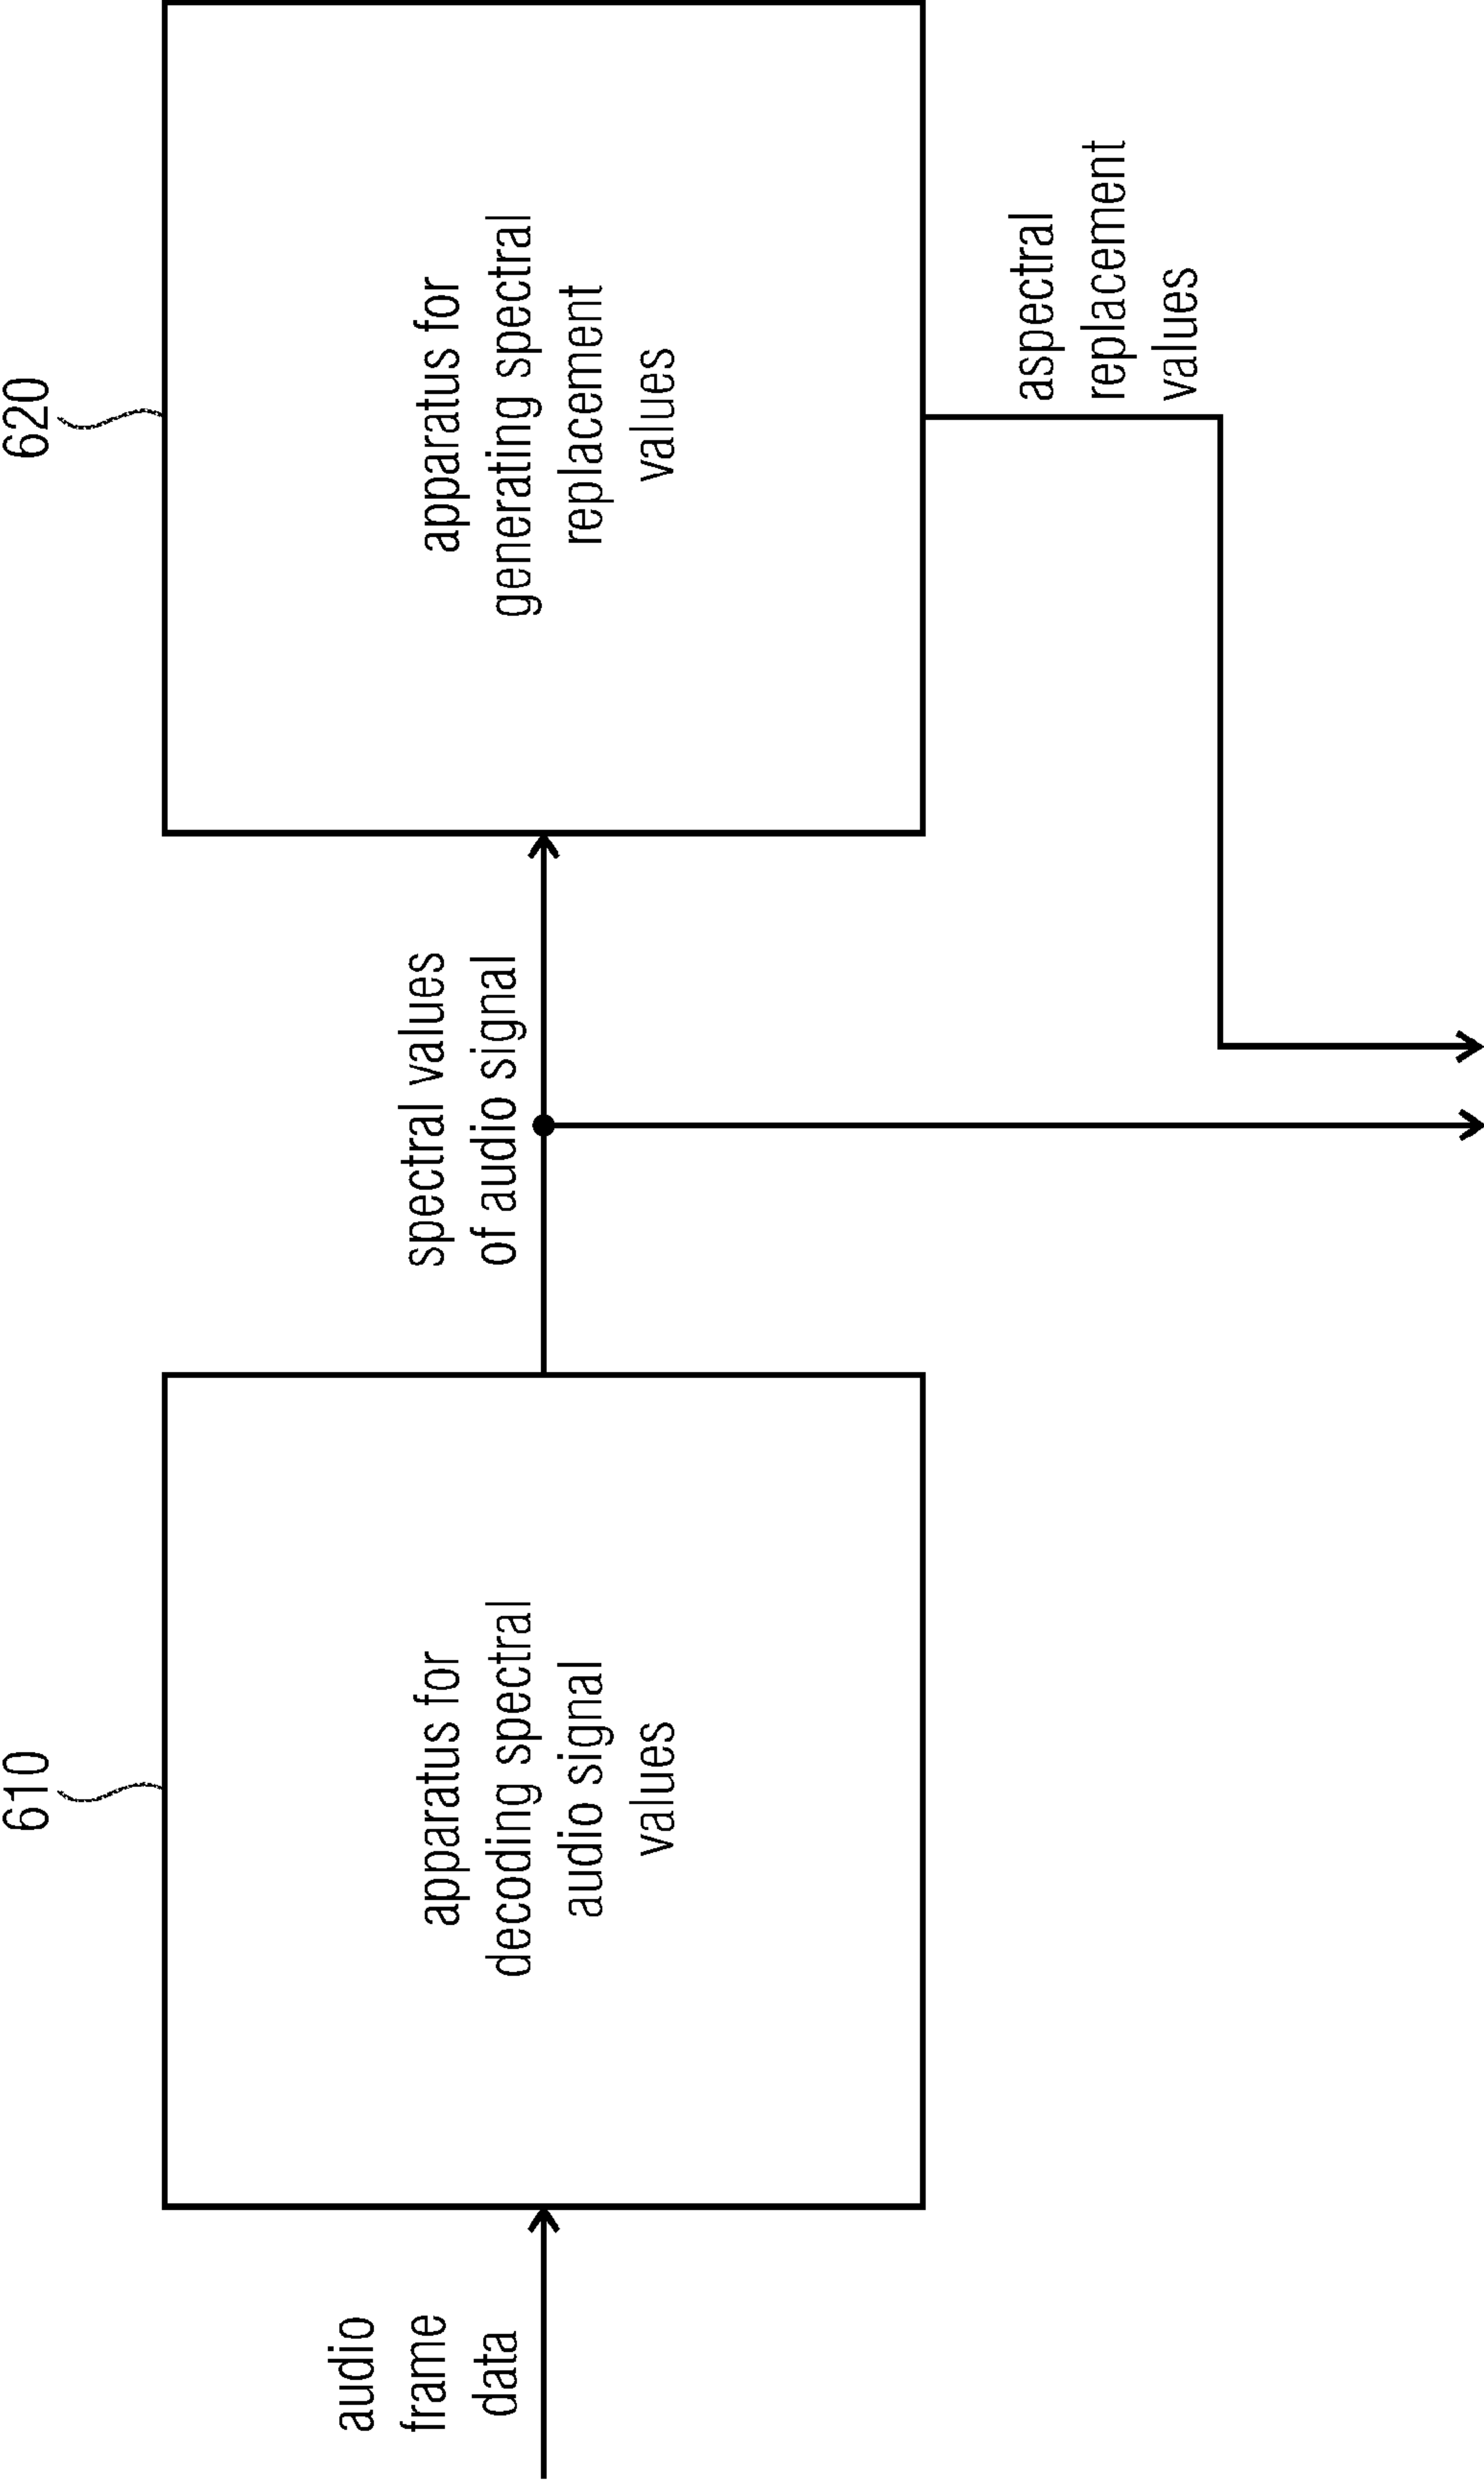 610
620
audio
frame
data
apparatus for
decoding spectral
audio signal
values
spectral values
of audio signal
apparatus for
generating spectral
replacement
values
aspectral
replacement
values